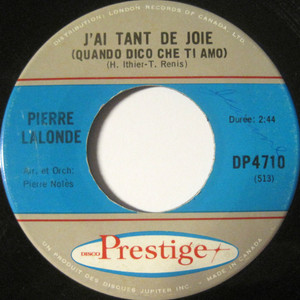 DISTRIBUTION: LONDON RECORDS OF CANADA LTD.
J'AI TANT DE JOIE
(QUANDO DICO CHE TI AMO)
(H. Ithier-T. Renis)
PIERRE
LALONDE
Durée: 2:44
Arr. et Orch:
Pierre Nolès
DP4710
(S13)
DISCO Prestige
UN PRODUIT DES DISQUES JUPITER INC. - MADE IN CANADA